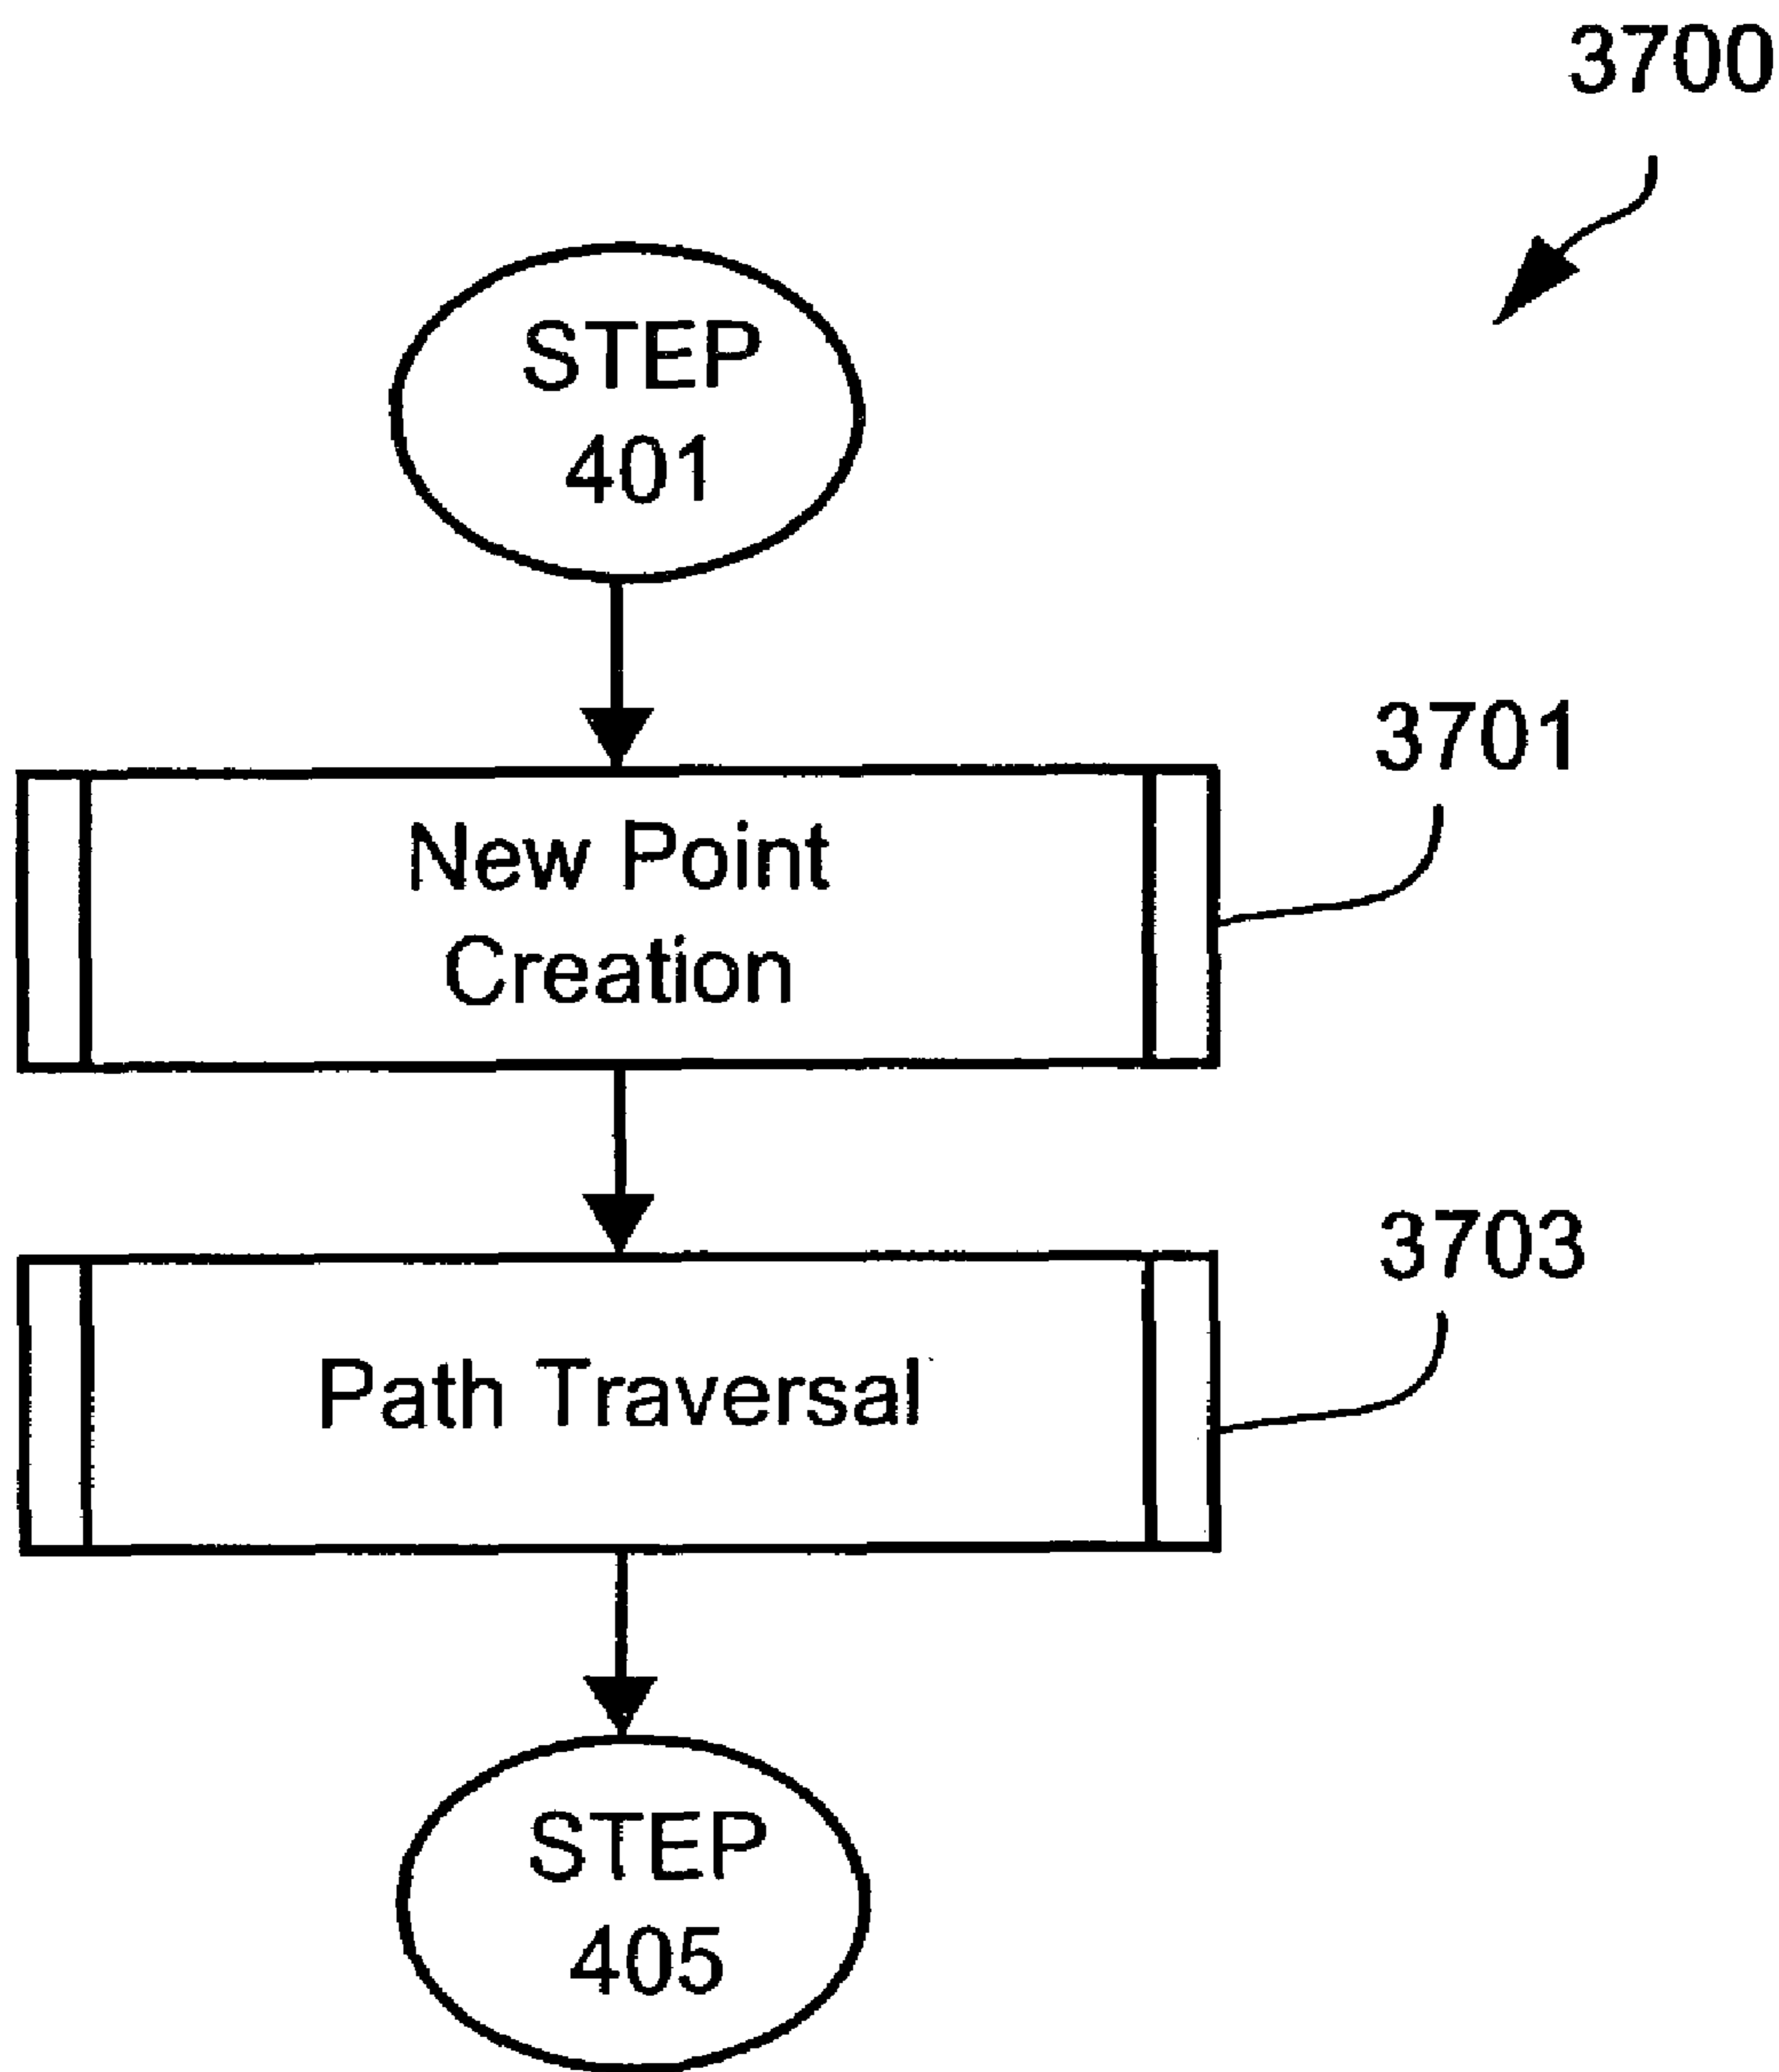 3700
STEP
401
3701
New Point
Creation
3703
Path Traversal
STEP
405